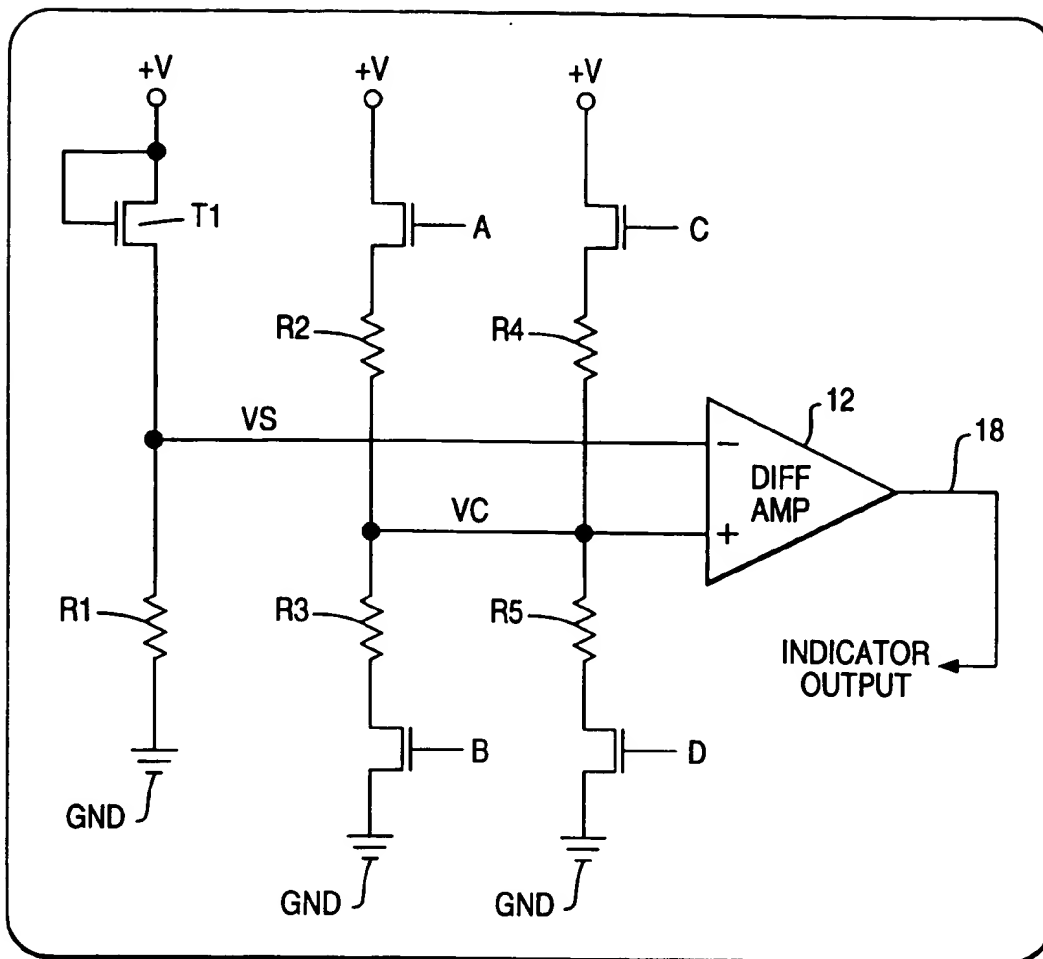 +V +V +V
T1 A C
R2 R4
VS 12
18
− DIFF
AMP
VC +
R1 R3 R5
INDICATOR
OUTPUT
B D
GND
GND GND